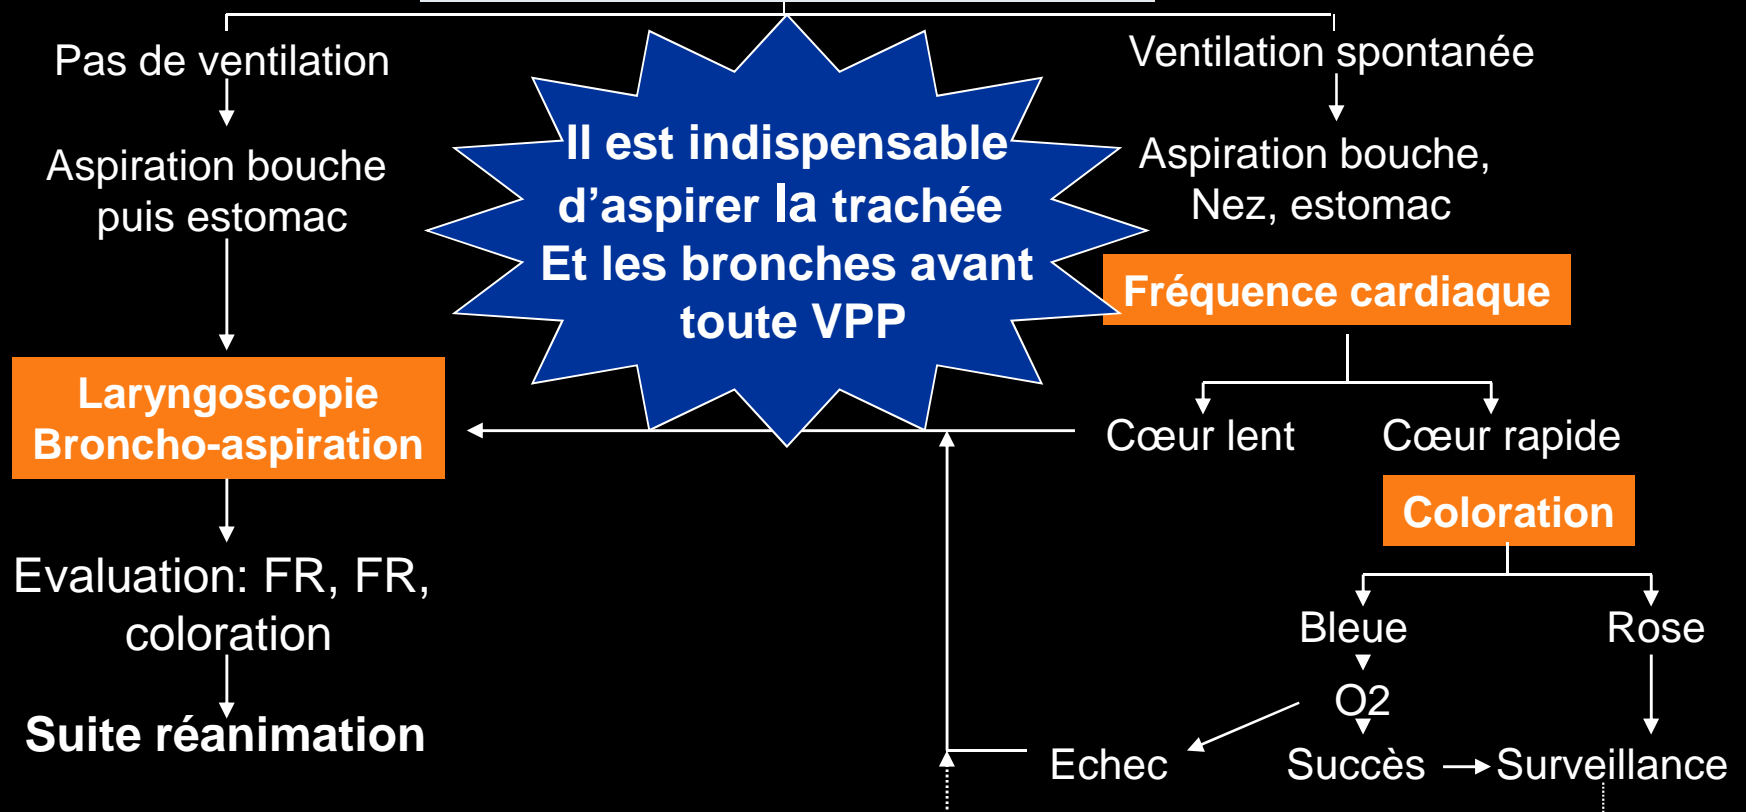 Pas de ventilation
Aspiration bouche
puis estomac
Laryngoscopie
Broncho-aspiration
Evaluation: FR, FR,
coloration
Suite réanimation
Il est indispensable
d’aspirer la trachée
Et les bronches avant
toute VPP
Ventilation spontanée
Aspiration bouche,
Nez, estomac
Fréquence cardiaque
Cœur lent
Cœur rapide
Coloration
Bleue
Rose
O2
Echec
Succès
Surveillance